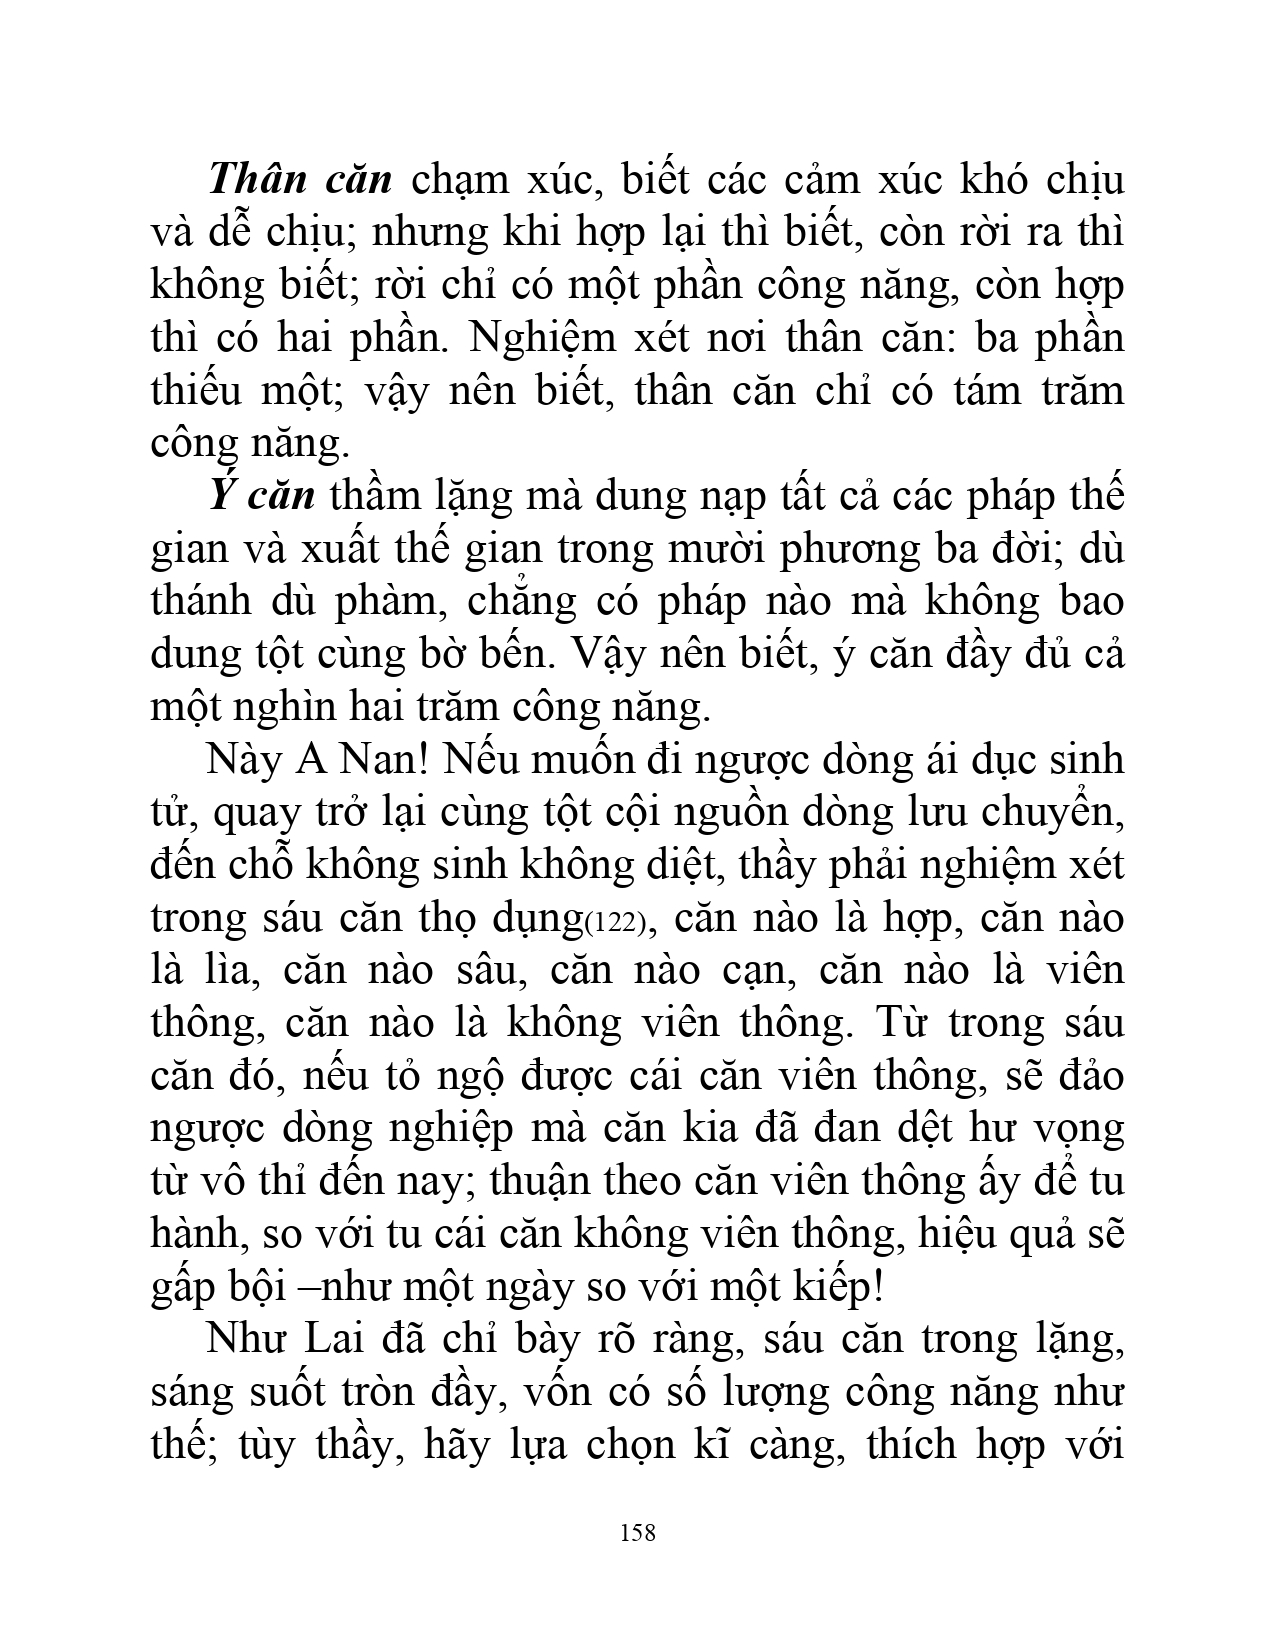 Thân căn chạm xúc, biết các cảm xúc khó chịu
và dễ chịu; nhưng khi hợp lại thì biết, còn rời ra thì
không biết; rời chỉ có một phần công năng, còn hợp
thì có hai phần. Nghiệm xét nơi thân căn: ba phần
thiếu một; vậy nên biết, thân căn chỉ có tám trăm
công năng.
Ý căn thầm lặng mà dung nạp tất cả các pháp thế
gian và xuất thế gian trong mười phương ba đời; dù
thánh dù phàm, chẳng có pháp nào mà không bao
dung tột cùng bờ bến. Vậy nên biết, ý căn đầy đủ cả
một nghìn hai trăm công năng.
Này A Nan! Nếu muốn đi ngược dòng ái dục sinh
tử, quay trở lại cùng tột cội nguồn dòng lưu chuyển,
đến chỗ không sinh không diệt, thầy phải nghiệm xét
trong sáu căn thọ dụng(122), căn nào là hợp, căn nào
là lìa, căn nào sâu, căn nào cạn, căn nào là viên
thông, căn nào là không viên thông. Từ trong sáu
căn đó, nếu tỏ ngộ được cái căn viên thông, sẽ đảo
ngược dòng nghiệp mà căn kia đã đan dệt hư vọng
từ vô thỉ đến nay; thuận theo căn viên thông ấy để tu
hành, so với tu cái căn không viên thông, hiệu quả sẽ
gấp bội –như một ngày so với một kiếp!
Như Lai đã chỉ bày rõ ràng, sáu căn trong lặng,
sáng suốt tròn đầy, vốn có số lượng công năng như
thế; tùy thầy, hãy lựa chọn kĩ càng, thích hợp với
158